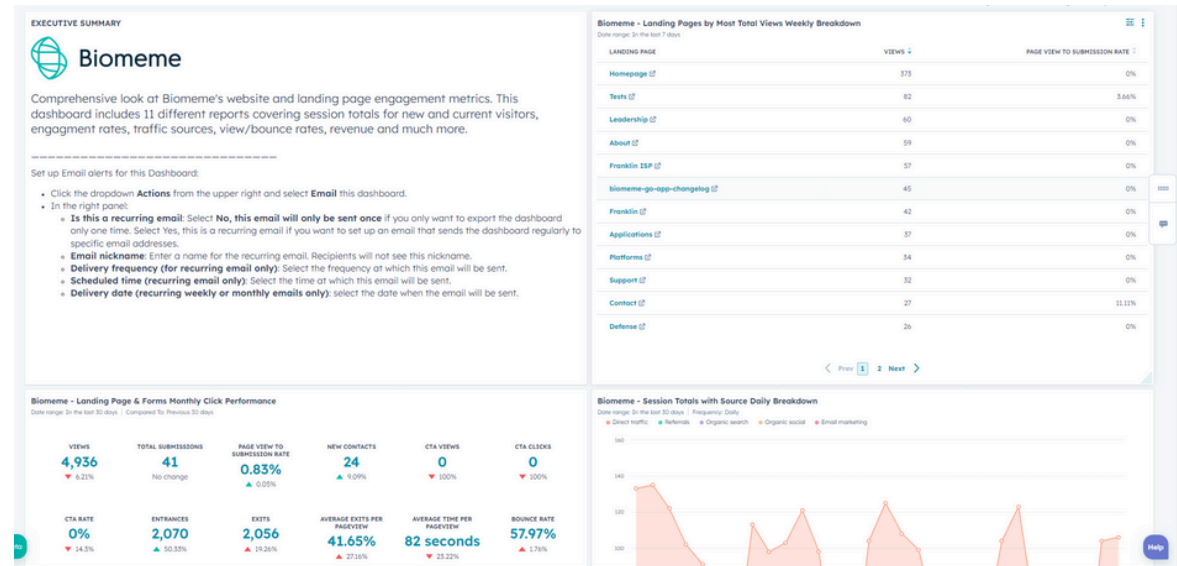 EXECUTIVE SUMMARY
Biomeme
Comprehensive look at Biomeme's website and landing page engagement metrics. This
dashboard includes 11 different reports covering session totals for new and current visitors,
engagment rates, traffic sources, view/bounce rates, revenue and much more.
______________________________
Set up Email alerts for this Dashboard:
• Click the dropdown Actions from the upper right and select Email this dashboard.
• In the right panel:
Is this a recurring email: Select No, this email will only be sent once if you only want to export the dashboard
only one time. Select Yes, this is a recurring email if you want to set up an email that sends the dashboard regularly to
specific email addresses.
Email nickname: Enter a name for the recurring email. Recipients will not see this nickname.
Delivery frequency (for recurring email only): Select the frequency at which this email will be sent.
Scheduled time (recurring email only): Select the time at which this email will be sent.
Delivery date (recurring weekly or monthly emails only): select the date when the email will be sent.
Biomeme - Landing Pages by Most Total Views Weekly Breakdown
Date range: In the last 7 days
LANDING PAGE VIEWS PAGE VIEW TO SUBMISSION RATE
Homepage 373 0%
Tests 82 3.66%
Leadership 60 0%
About 59 0%
Franklin ISP 57 0%
biomeme-go-app-changelog 45 0%
Franklin 42 0%
Applications 37 0%
Platforms 34 0%
Support 32 0%
Contact 27 11.11%
Defense 26 0%
Prev 1 2 Next
Biomeme - Landing Page & Forms Monthly Click Performance
Date range: In the last 30 days | Compared To: Previous 30 days
VIEWS TOTAL SUBMISSIONS PAGE VIEW TO SUBMISSION RATE NEW CONTACTS CTA VIEWS CTA CLICKS
4,936 41 0.83% 24 0 0
▼ 6.21% No change ▲ 0.05% ▲ 9.09% ▼ 100% ▼ 100%
CTA RATE ENTRANCES EXITS AVERAGE EXITS PER PAGEVIEW AVERAGE TIME PER PAGEVIEW BOUNCE RATE
0% 2,070 2,056 41.65% 82 seconds 57.97%
▼ 14.3% ▲ 50.33% ▲ 19.26% ▲ 27.16% ▼ 23.22% ▲ 1.76%
Biomeme - Session Totals with Source Daily Breakdown
Date range: In the last 30 days | Frequency: Daily
Direct traffic Referrals Organic search Organic social Email marketing
160
140
120
100
Help